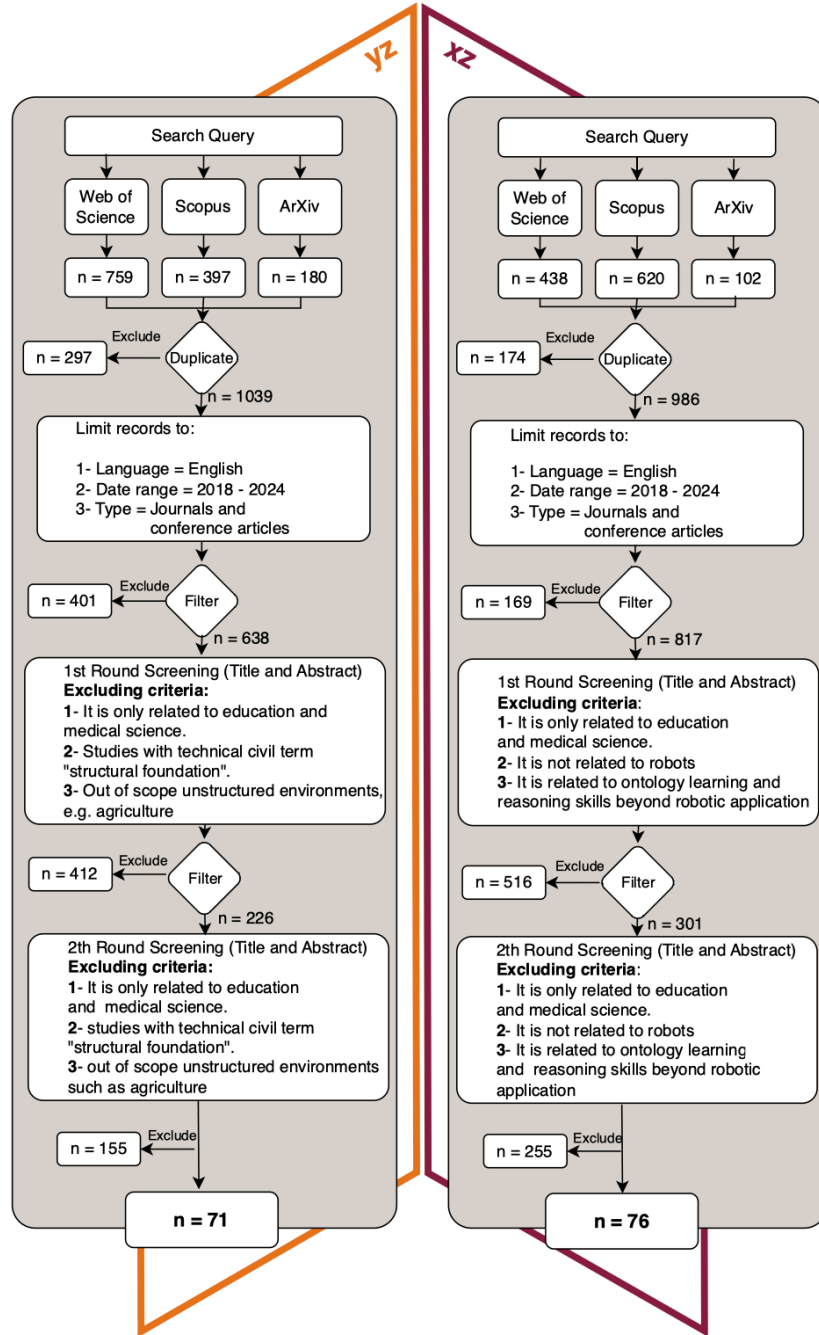 yz
Search Query
Web of
Science
Scopus
ArXiv
n = 759
n = 397
n = 180
Exclude
Duplicate
n = 297
n = 1039
Limit records to:
1- Language = English
2- Date range = 2018 - 2024
3- Type = Journals and
conference articles
Exclude
Filter
n = 401
n = 638
1st Round Screening (Title and Abstract)
Excluding criteria:
1- It is only related to education and
medical science.
2- Studies with technical civil term
"structural foundation".
3- Out of scope unstructured environments,
e.g. agriculture
Exclude
Filter
n = 412
n = 226
2th Round Screening (Title and Abstract)
Excluding criteria:
1- It is only related to education
and medical science.
2- studies with technical civil term
"structural foundation".
3- out of scope unstructured environments
such as agriculture
Exclude
n = 155
n = 71
xz
Search Query
Web of
Science
Scopus
ArXiv
n = 438
n = 620
n = 102
Exclude
Duplicate
n = 174
n = 986
Limit records to:
1- Language = English
2- Date range = 2018 - 2024
3- Type = Journals and
conference articles
Exclude
Filter
n = 169
n = 817
1st Round Screening (Title and Abstract)
Excluding criteria:
1- It is only related to education
and medical science.
2- It is not related to robots
3- It is related to ontology learning and
reasoning skills beyond robotic application
Exclude
Filter
n = 516
n = 301
2th Round Screening (Title and Abstract)
Excluding criteria:
1- It is only related to education
and medical science.
2- It is not related to robots
3- It is related to ontology learning
and reasoning skills beyond robotic
application
Exclude
n = 255
n = 76